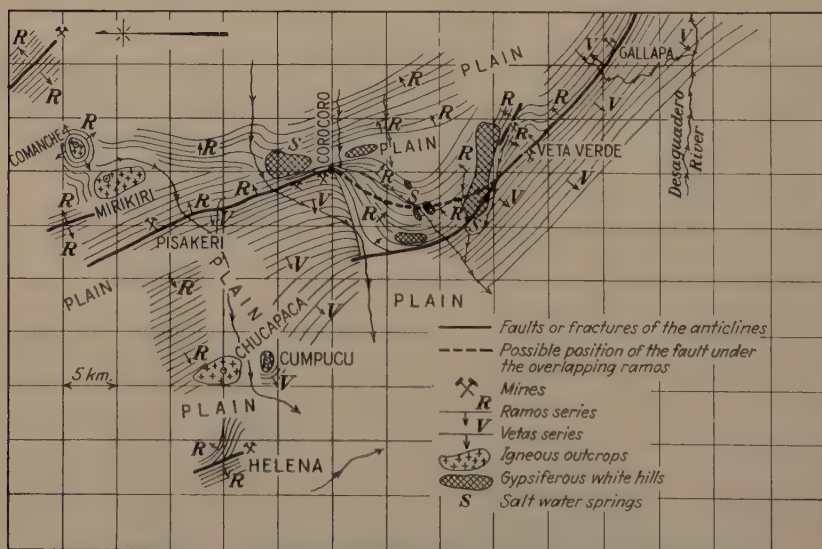 R
R
R
GALLAPA
V
V
PLAIN
R
R
R
COMANCHE
R
R
S
COROCORO
PLAIN
R
R
R
VETA VERDE
V
Desaguadero
River
MIRIKIRI
R
R
R
V
V
R
R
S
R
V
V
R
PISAKERI
R
V
PLAIN
R
PLAIN
V
V
PLAIN
CHUCAPACA
R
CUMPUCU
V
5 km.
PLAIN
R
HELENA
R
Faults or fractures of the anticlines
Possible position of the fault under
the overlapping ramos
Mines
R Ramos series
V Vetas series
Igneous outcrops
Gypsiferous white hills
S Salt water springs